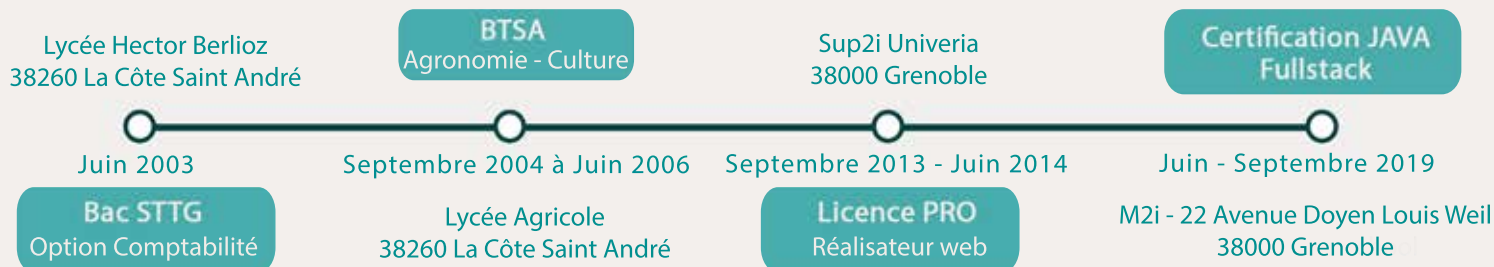 Lycée Hector Berlioz
38260 La Côte Saint André
Juin 2003
Bac STTG
Option Comptabilité
BTSA
Agronomie - Culture
Septembre 2004 à Juin 2006
Lycée Agricole
38260 La Côte Saint André
Sup2i Univeria
38000 Grenoble
Septembre 2013 - Juin 2014
Licence PRO
Réalisateur web
Certification JAVA
Fullstack
Juin - Septembre 2019
M2i - 22 Avenue Doyen Louis Weil
38000 Grenoble